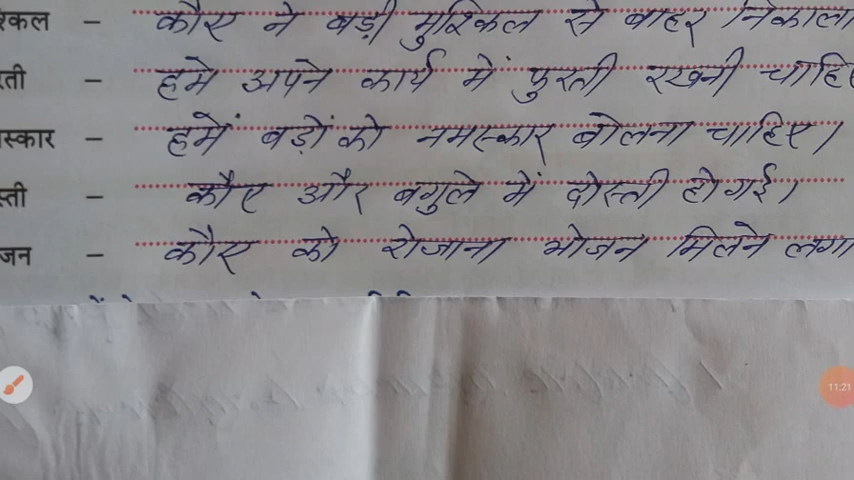 श्किल – कौए ने बड़ी मुश्किल से बाहर निकाला
रती – हमे अपने कार्य में फुरती रखनी चाहिए
स्कार – हमें बड़ों को नमस्कार बोलना चाहिए।
स्ती – कौए और बगुले में दोस्ती हो गई।
जन – कौए को रोजाना भोजन मिलने लगा
11:21